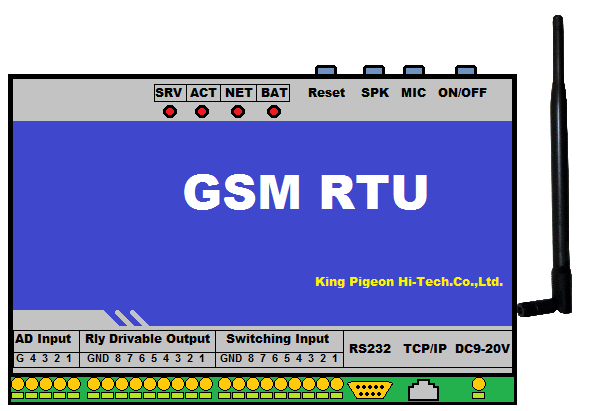 SRV ACT NET BAT Reset SPK MIC ON/OFF
GSM RTU
King Pigeon Hi-Tech.Co.,Ltd.
AD Input Rly Drivable Output Switching Input
RS232 TCP/IP DC9-20V
G 4 3 2 1 GND 8 7 6 5 4 3 2 1 GND 8 7 6 5 4 3 2 1